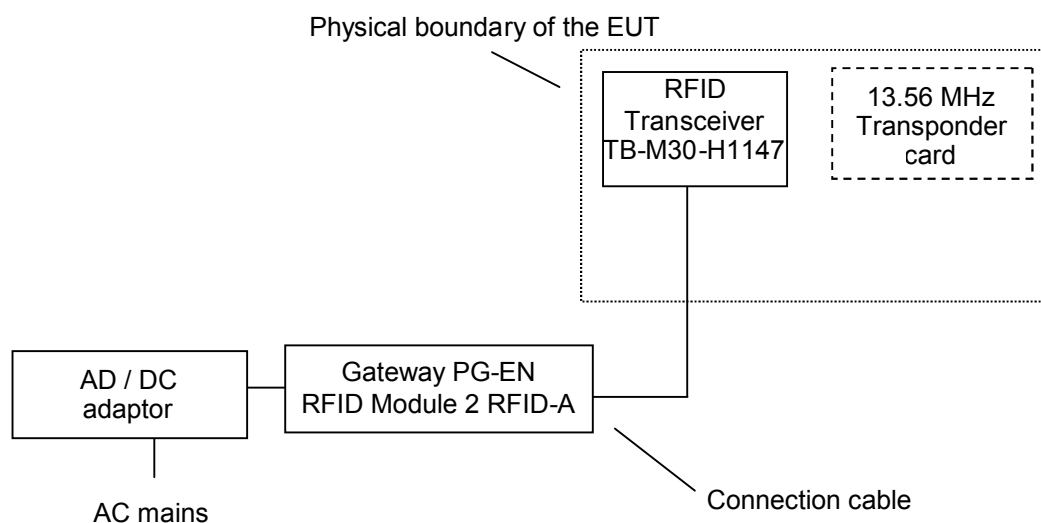 Physical boundary of the EUT
RFID
Transceiver
TB-M30-H1147
13.56 MHz
Transponder
card
AD / DC
adaptor
Gateway PG-EN
RFID Module 2 RFID-A
Connection cable
AC mains